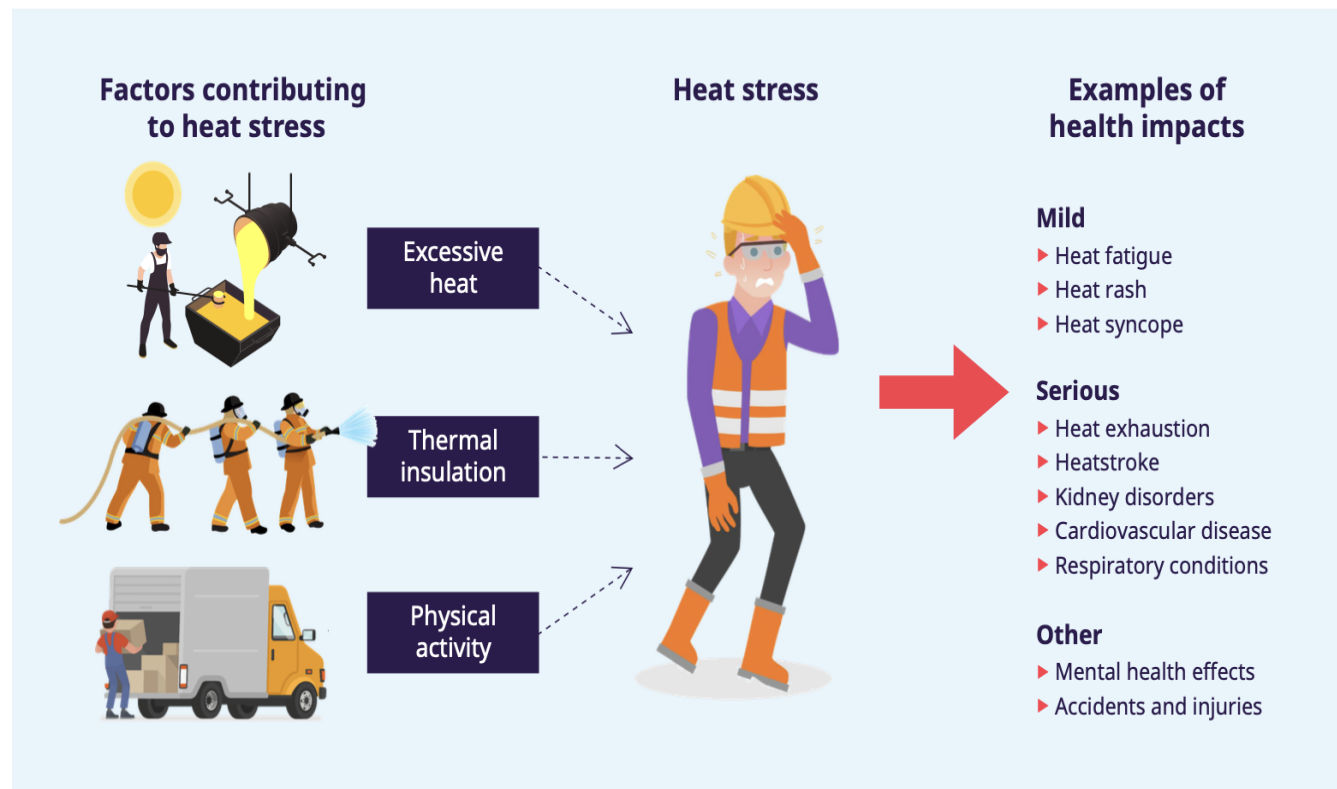 Factors contributing
to heat stress
Excessive
heat
Thermal
insulation
Physical
activity
Heat stress
Examples of
health impacts
Mild
Heat fatigue
Heat rash
Heat syncope
Serious
Heat exhaustion
Heatstroke
Kidney disorders
Cardiovascular disease
Respiratory conditions
Other
Mental health effects
Accidents and injuries